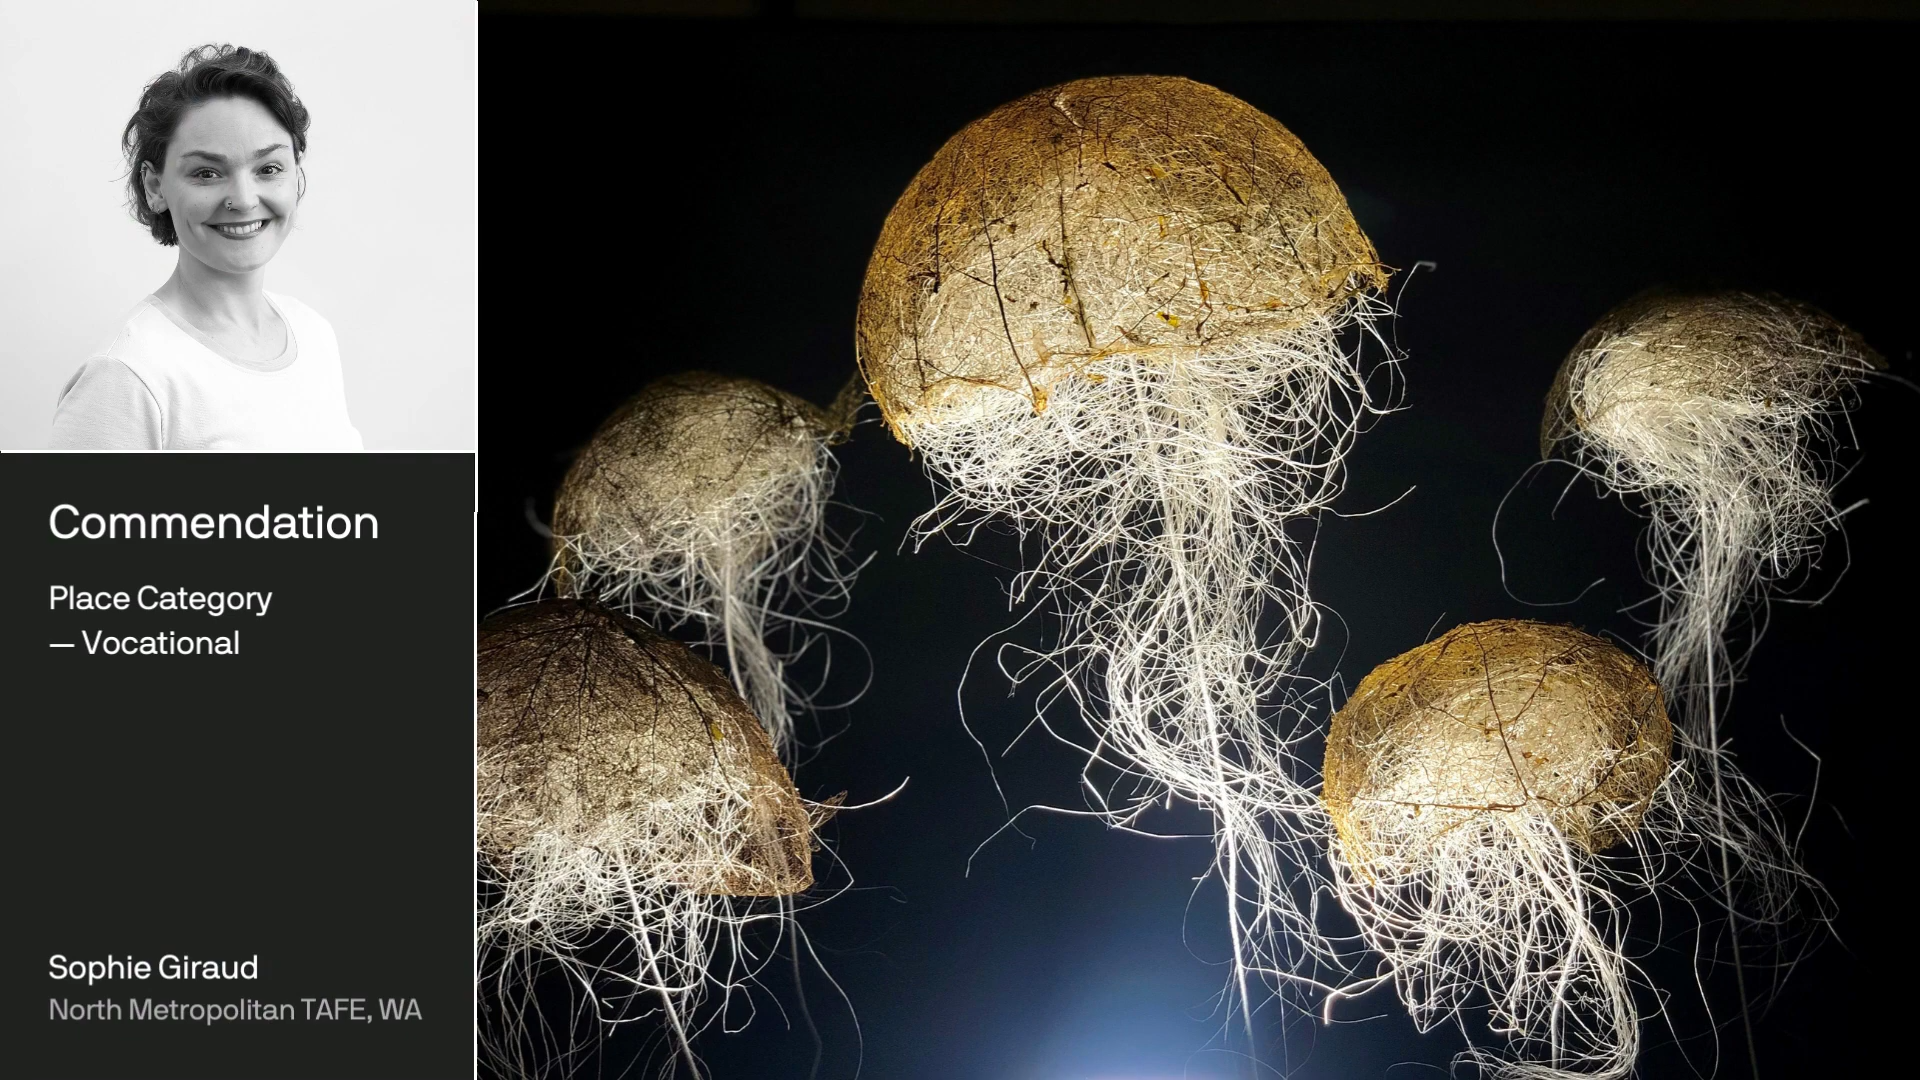 Commendation
Place Category
— Vocational
Sophie Giraud
North Metropolitan TAFE, WA